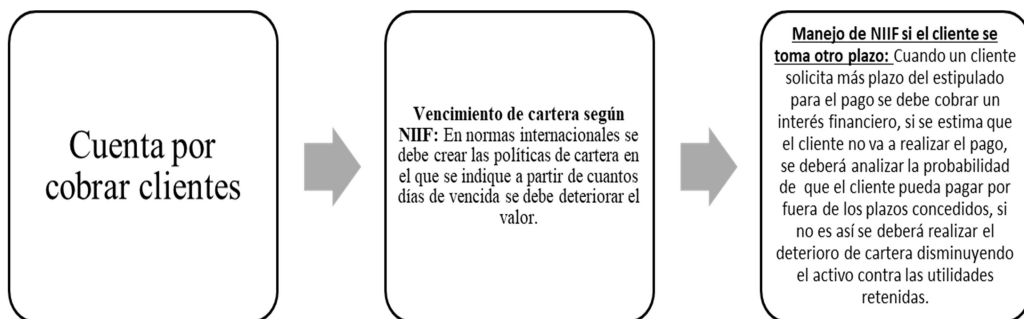 Cuenta por
cobrar clientes
Vencimiento de cartera según
NIIF: En normas internacionales se
debe crear las políticas de cartera en
el que se indique a partir de cuantos
días de vencida se debe deteriorar el
valor.
Manejo de NIIF si el cliente se
toma otro plazo: Cuando un cliente
solicita más plazo del estipulado
para el pago se debe cobrar un
interés financiero, si se estima que
el cliente no va a realizar el pago,
se deberá analizar la probabilidad
de que el cliente pueda pagar por
fuera de los plazos concedidos, si
no es así se deberá realizar el
deterioro de cartera disminuyendo
el activo contra las utilidades
retenidas.